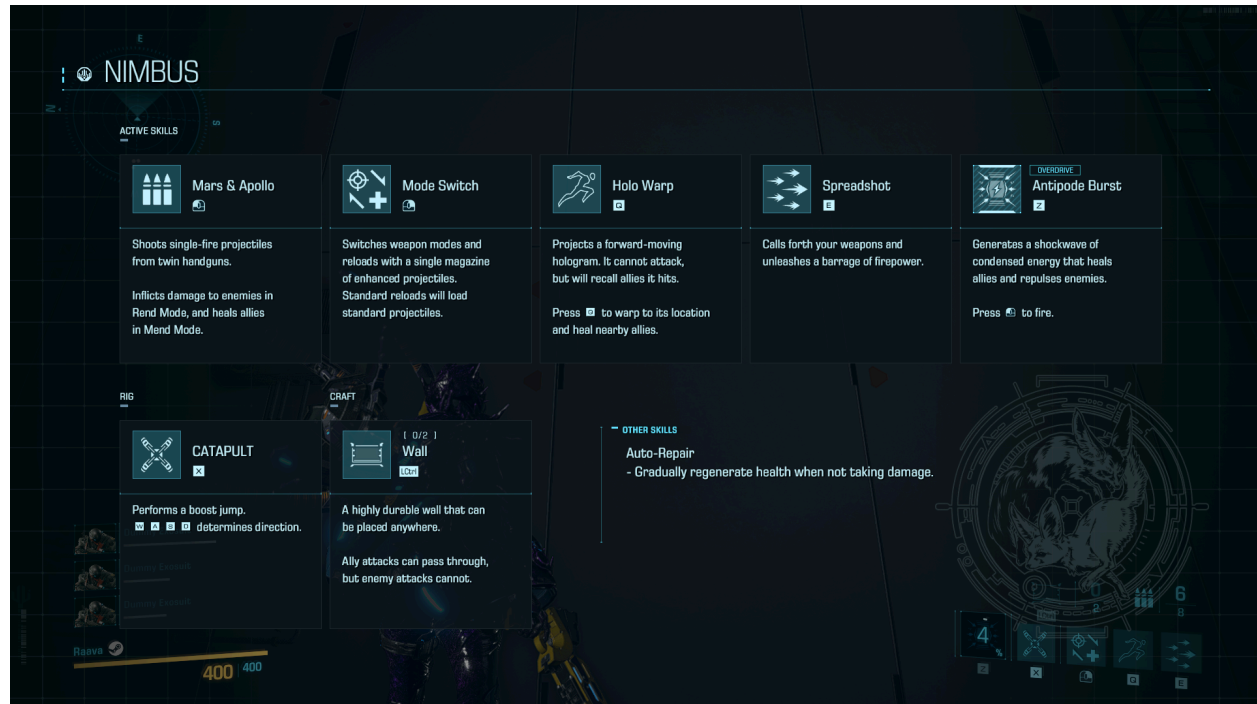 E
NIMBUS
N
S
ACTIVE SKILLS
Mars & Apollo
Shoots single-fire projectiles
from twin handguns.
Inflicts damage to enemies in
Rend Mode, and heals allies
in Mend Mode.
Mode Switch
Switches weapon modes and
reloads with a single magazine
of enhanced projectiles.
Standard reloads will load
standard projectiles.
Holo Warp
Q
Projects a forward-moving
hologram. It cannot attack,
but will recall allies it hits.
Press Q to warp to its location
and heal nearby allies.
Spreadshot
E
Calls forth your weapons and
unleashes a barrage of firepower.
OVERDRIVE
Antipode Burst
Z
Generates a shockwave of
condensed energy that heals
allies and repulses enemies.
Press to fire.
RIG
CATAPULT
X
Performs a boost jump.
W A S D determines direction.
CRAFT
[ 0/2 ]
Wall
LCtrl
A highly durable wall that can
be placed anywhere.
Ally attacks can pass through,
but enemy attacks cannot.
OTHER SKILLS
Auto-Repair
- Gradually regenerate health when not taking damage.
Raava
400 400
0
2
6
8
4
%
Z X Q E